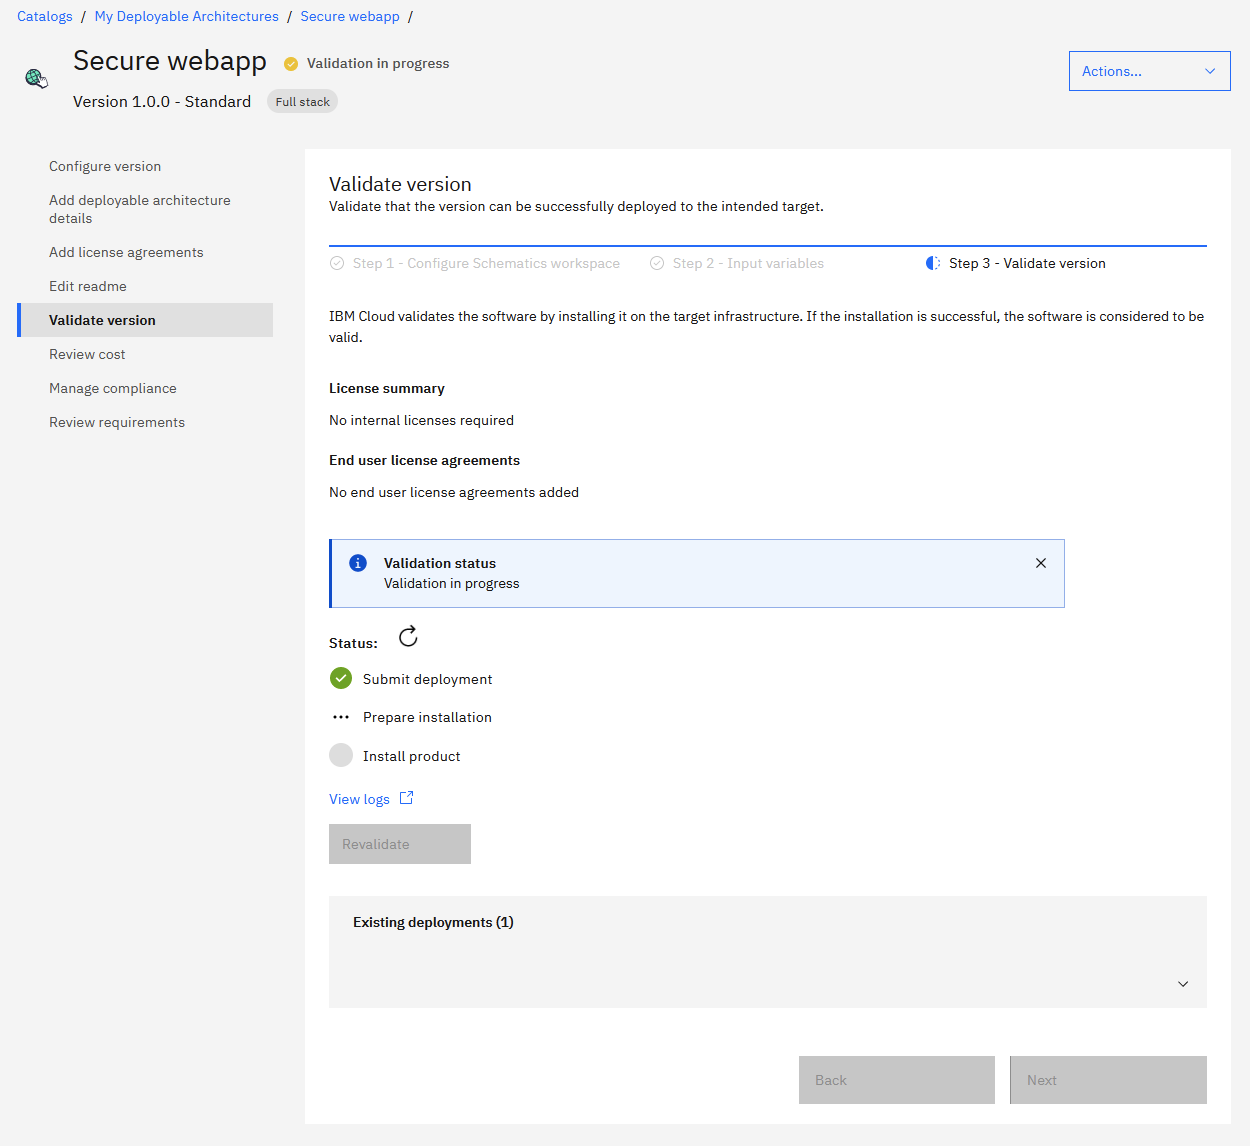 Catalogs / My Deployable Architectures / Secure webapp /
Secure webapp Validation in progress
Actions...
Version 1.0.0 - Standard Full stack
Configure version
Add deployable architecture
details
Add license agreements
Edit readme
Validate version
Review cost
Manage compliance
Review requirements
Validate version
Validate that the version can be successfully deployed to the intended target.
Step 1 - Configure Schematics workspace Step 2 - Input variables Step 3 - Validate version
IBM Cloud validates the software by installing it on the target infrastructure. If the installation is successful, the software is considered to be
valid.
License summary
No internal licenses required
End user license agreements
No end user license agreements added
Validation status
Validation in progress
Status:
Submit deployment
Prepare installation
Install product
View logs
Revalidate
Existing deployments (1)
Back Next